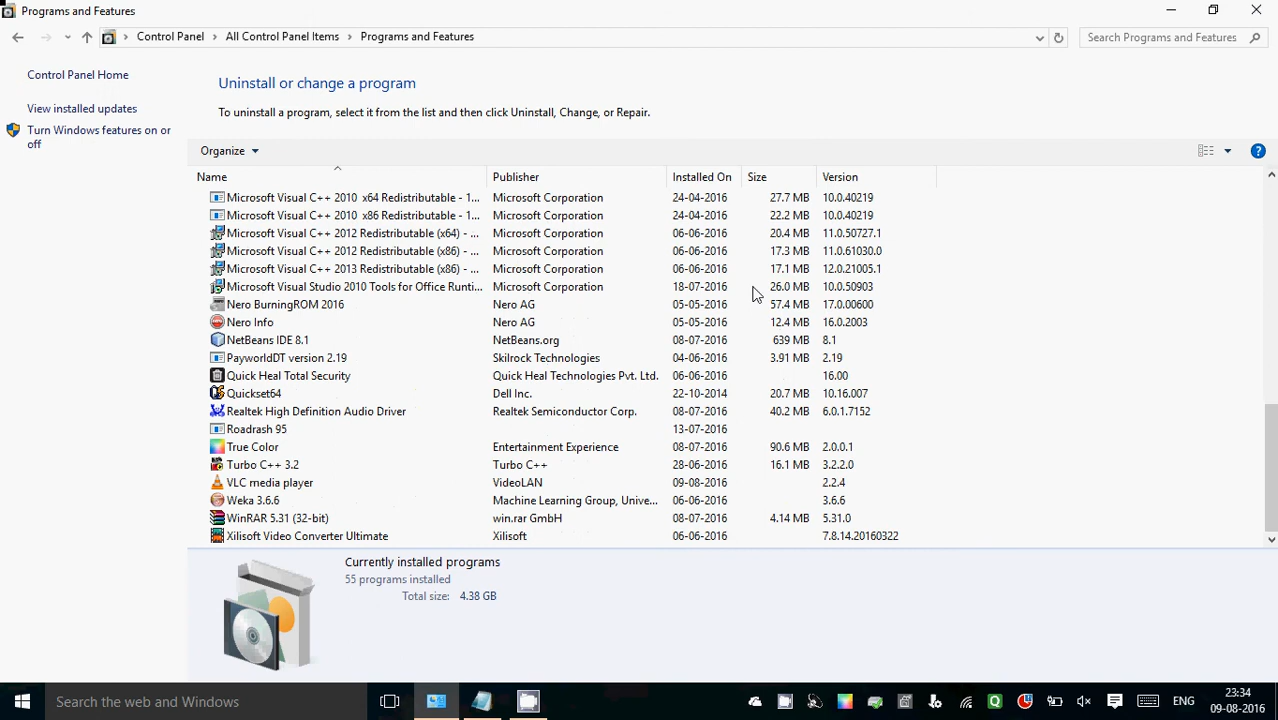 Programs and Features
Control Panel > All Control Panel Items > Programs and Features
Search Programs and Features
Control Panel Home
View installed updates
Turn Windows features on or
off
Uninstall or change a program
To uninstall a program, select it from the list and then click Uninstall, Change, or Repair.
Organize
Name Publisher Installed On Size Version
Microsoft Visual C++ 2010 x64 Redistributable - 1... Microsoft Corporation 24-04-2016 27.7 MB 10.0.40219
Microsoft Visual C++ 2010 x86 Redistributable - 1... Microsoft Corporation 24-04-2016 22.2 MB 10.0.40219
Microsoft Visual C++ 2012 Redistributable (x64) - ... Microsoft Corporation 06-06-2016 20.4 MB 11.0.50727.1
Microsoft Visual C++ 2012 Redistributable (x86) - ... Microsoft Corporation 06-06-2016 17.3 MB 11.0.61030.0
Microsoft Visual C++ 2013 Redistributable (x86) - ... Microsoft Corporation 06-06-2016 17.1 MB 12.0.21005.1
Microsoft Visual Studio 2010 Tools for Office Runti... Microsoft Corporation 18-07-2016 26.0 MB 10.0.50903
Nero BurningROM 2016 Nero AG 05-05-2016 57.4 MB 17.0.00600
Nero Info Nero AG 05-05-2016 12.4 MB 16.0.2003
NetBeans IDE 8.1 NetBeans.org 08-07-2016 639 MB 8.1
PayworldDT version 2.19 Skilrock Technologies 04-06-2016 3.91 MB 2.19
Quick Heal Total Security Quick Heal Technologies Pvt. Ltd. 06-06-2016 16.00
Quickset64 Dell Inc. 22-10-2014 20.7 MB 10.16.007
Realtek High Definition Audio Driver Realtek Semiconductor Corp. 08-07-2016 40.2 MB 6.0.1.7152
Roadrash 95 13-07-2016
True Color Entertainment Experience 08-07-2016 90.6 MB 2.0.0.1
Turbo C++ 3.2 Turbo C++ 28-06-2016 16.1 MB 3.2.2.0
VLC media player VideoLAN 09-08-2016 2.2.4
Weka 3.6.6 Machine Learning Group, Unive... 06-06-2016 3.6.6
WinRAR 5.31 (32-bit) win.rar GmbH 08-07-2016 4.14 MB 5.31.0
Xilisoft Video Converter Ultimate Xilisoft 06-06-2016 7.8.14.20160322
Currently installed programs
55 programs installed
Total size: 4.38 GB
Search the web and Windows
ENG
23:34
09-08-2016